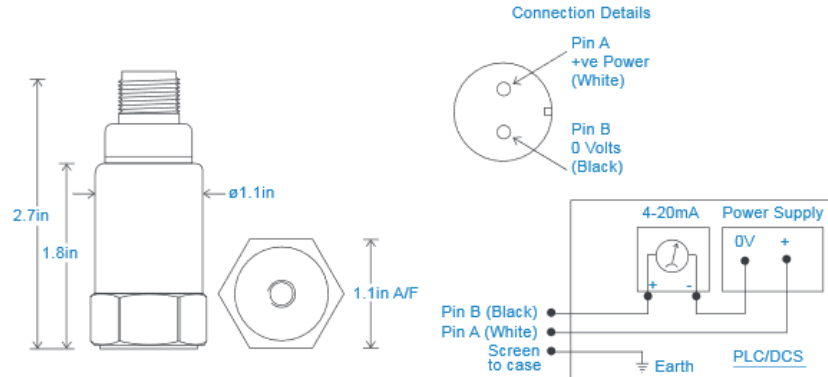 Connection Details
Pin A
+ve Power
(White)
Pin B
0 Volts
(Black)
2.7in
1.8in
ø1.1in
1.1in A/F
4-20mA
Power Supply
0V
+
+
-
Pin B (Black)
Pin A (White)
Screen
to case
Earth
PLC/DCS